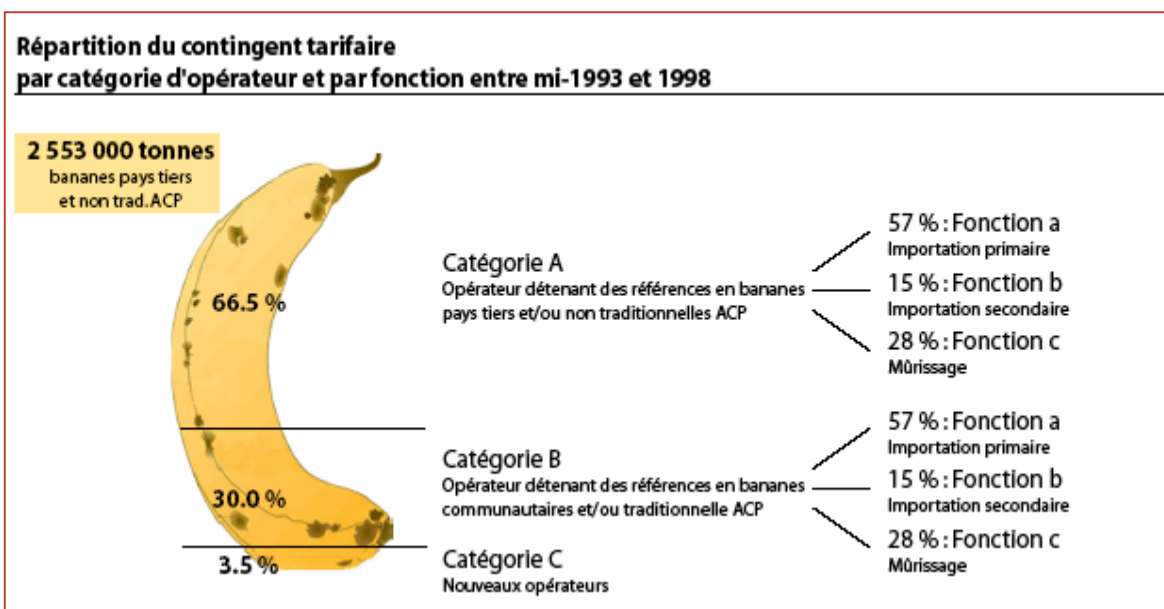 Répartition du contingent tarifaire
par catégorie d'opérateur et par fonction entre mi-1993 et 1998
2 553 000 tonnes
bananes pays tiers
et non trad. ACP
66.5 %
Catégorie A
Opérateur détenant des références en bananes
pays tiers et/ou non traditionnelles ACP
57 % : Fonction a
Importation primaire
15 % : Fonction b
Importation secondaire
28 % : Fonction c
Mûrissage
30.0 %
Catégorie B
Opérateur détenant des références en bananes
communautaires et/ou traditionnelle ACP
57 % : Fonction a
Importation primaire
15 % : Fonction b
Importation secondaire
28 % : Fonction c
Mûrissage
3.5 %
Catégorie C
Nouveaux opérateurs